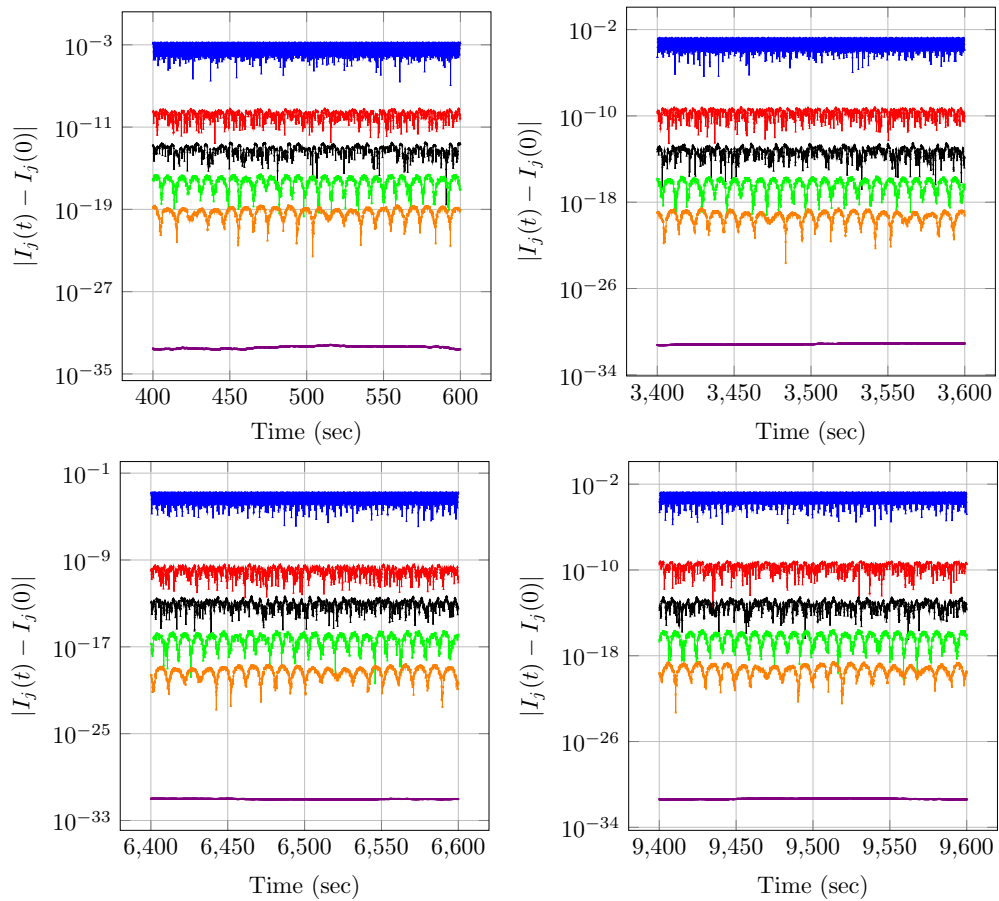 10^{-3}
10^{-11}
10^{-19}
10^{-27}
10^{-35}
|I_j(t) − I_j(0)|
400 450 500 550 600
Time (sec)
10^{-2}
10^{-10}
10^{-18}
10^{-26}
10^{-34}
|I_j(t) − I_j(0)|
3,400 3,450 3,500 3,550 3,600
Time (sec)
10^{-1}
10^{-9}
10^{-17}
10^{-25}
10^{-33}
|I_j(t) − I_j(0)|
6,400 6,450 6,500 6,550 6,600
Time (sec)
10^{-2}
10^{-10}
10^{-18}
10^{-26}
10^{-34}
|I_j(t) − I_j(0)|
9,400 9,450 9,500 9,550 9,600
Time (sec)